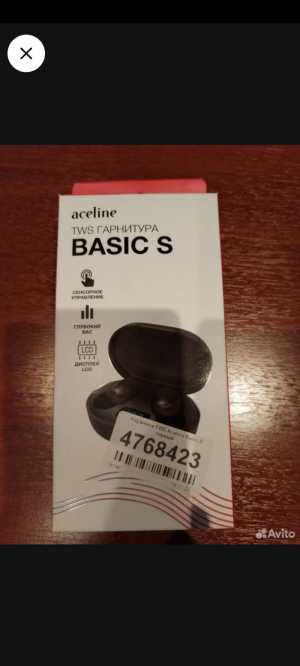 aceline
TWS ГАРНИТУРА
BASIC S
СЕНСОРНОЕ
УПРАВЛЕНИЕ
ГЛУБОКИЙ
БАС
LCD
ДИСПЛЕЙ
LCD
4768423
Avito